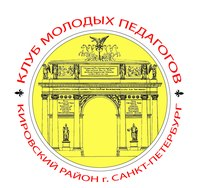 КЛУБ МОЛОДЫХ ПЕДАГОГОВ
КИРОВСКИЙ РАЙОН г. САНКТ-ПЕТЕРБУРГ